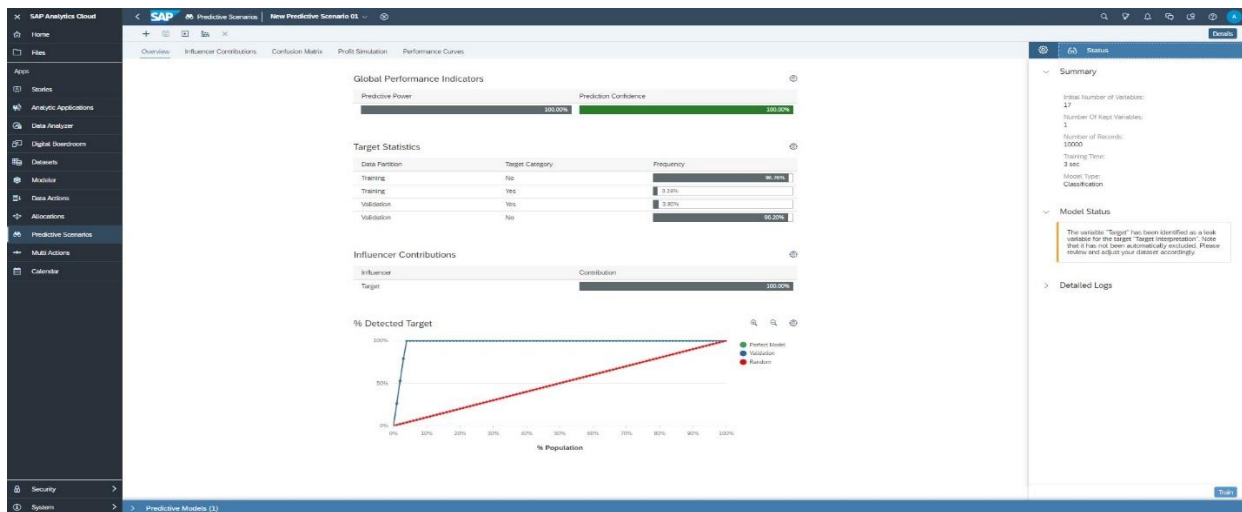 SAP Analytics Cloud
SAP Predictive Scenarios New Predictive Scenario 01
Home
Details
Files
Overview Influencer Contributions Confusion Matrix Profit Simulation Performance Curves
Status
Apps
Stories
Analytic Applications
Data Analyzer
Digital Boardroom
Datasets
Modeler
Data Actions
Allocations
Predictive Scenarios
Multi Actions
Calendar
Security
System
Global Performance Indicators
Predictive Power Prediction Confidence
100.00% 100.00%
Target Statistics
Data Partition Target Category Frequency
Training No 96.76%
Training Yes 3.24%
Validation Yes 3.80%
Validation No 96.20%
Influencer Contributions
Influencer Contribution
Target 100.00%
% Detected Target
100%
50%
0%
0% 10% 20% 30% 40% 50% 60% 70% 80% 90% 100%
% Population
Perfect Model
Validation
Random
Summary
Initial Number of Variables:
17
Number Of Kept Variables:
1
Number of Records:
10000
Training Time:
3 sec
Model Type:
Classification
Model Status
The variable "Target" has been identified as a leak
variable for the target "Target Interpretation". Note
that it has not been automatically excluded. Please
review and adjust your dataset accordingly.
Detailed Logs
Train
Predictive Models (1)